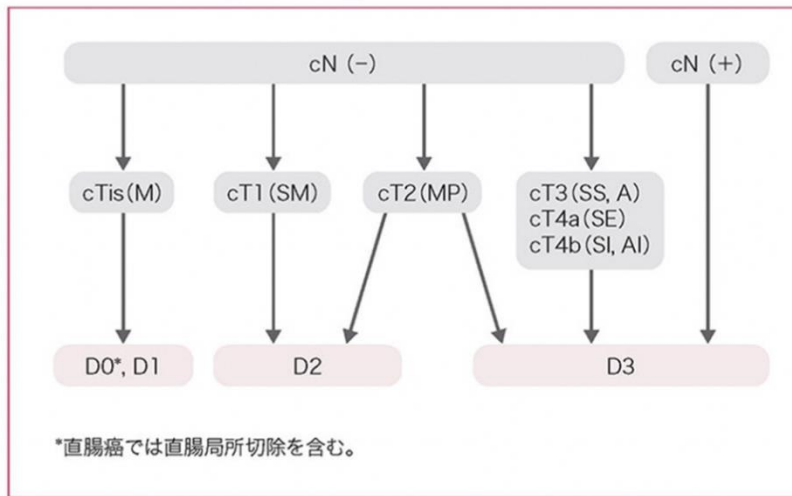 cN (−) cN (+)
cTis(M) cT1(SM) cT2(MP) cT3(SS, A)
cT4a(SE)
cT4b(SI, AI)
D0*, D1 D2 D3
*直腸癌では直腸局所切除を含む。